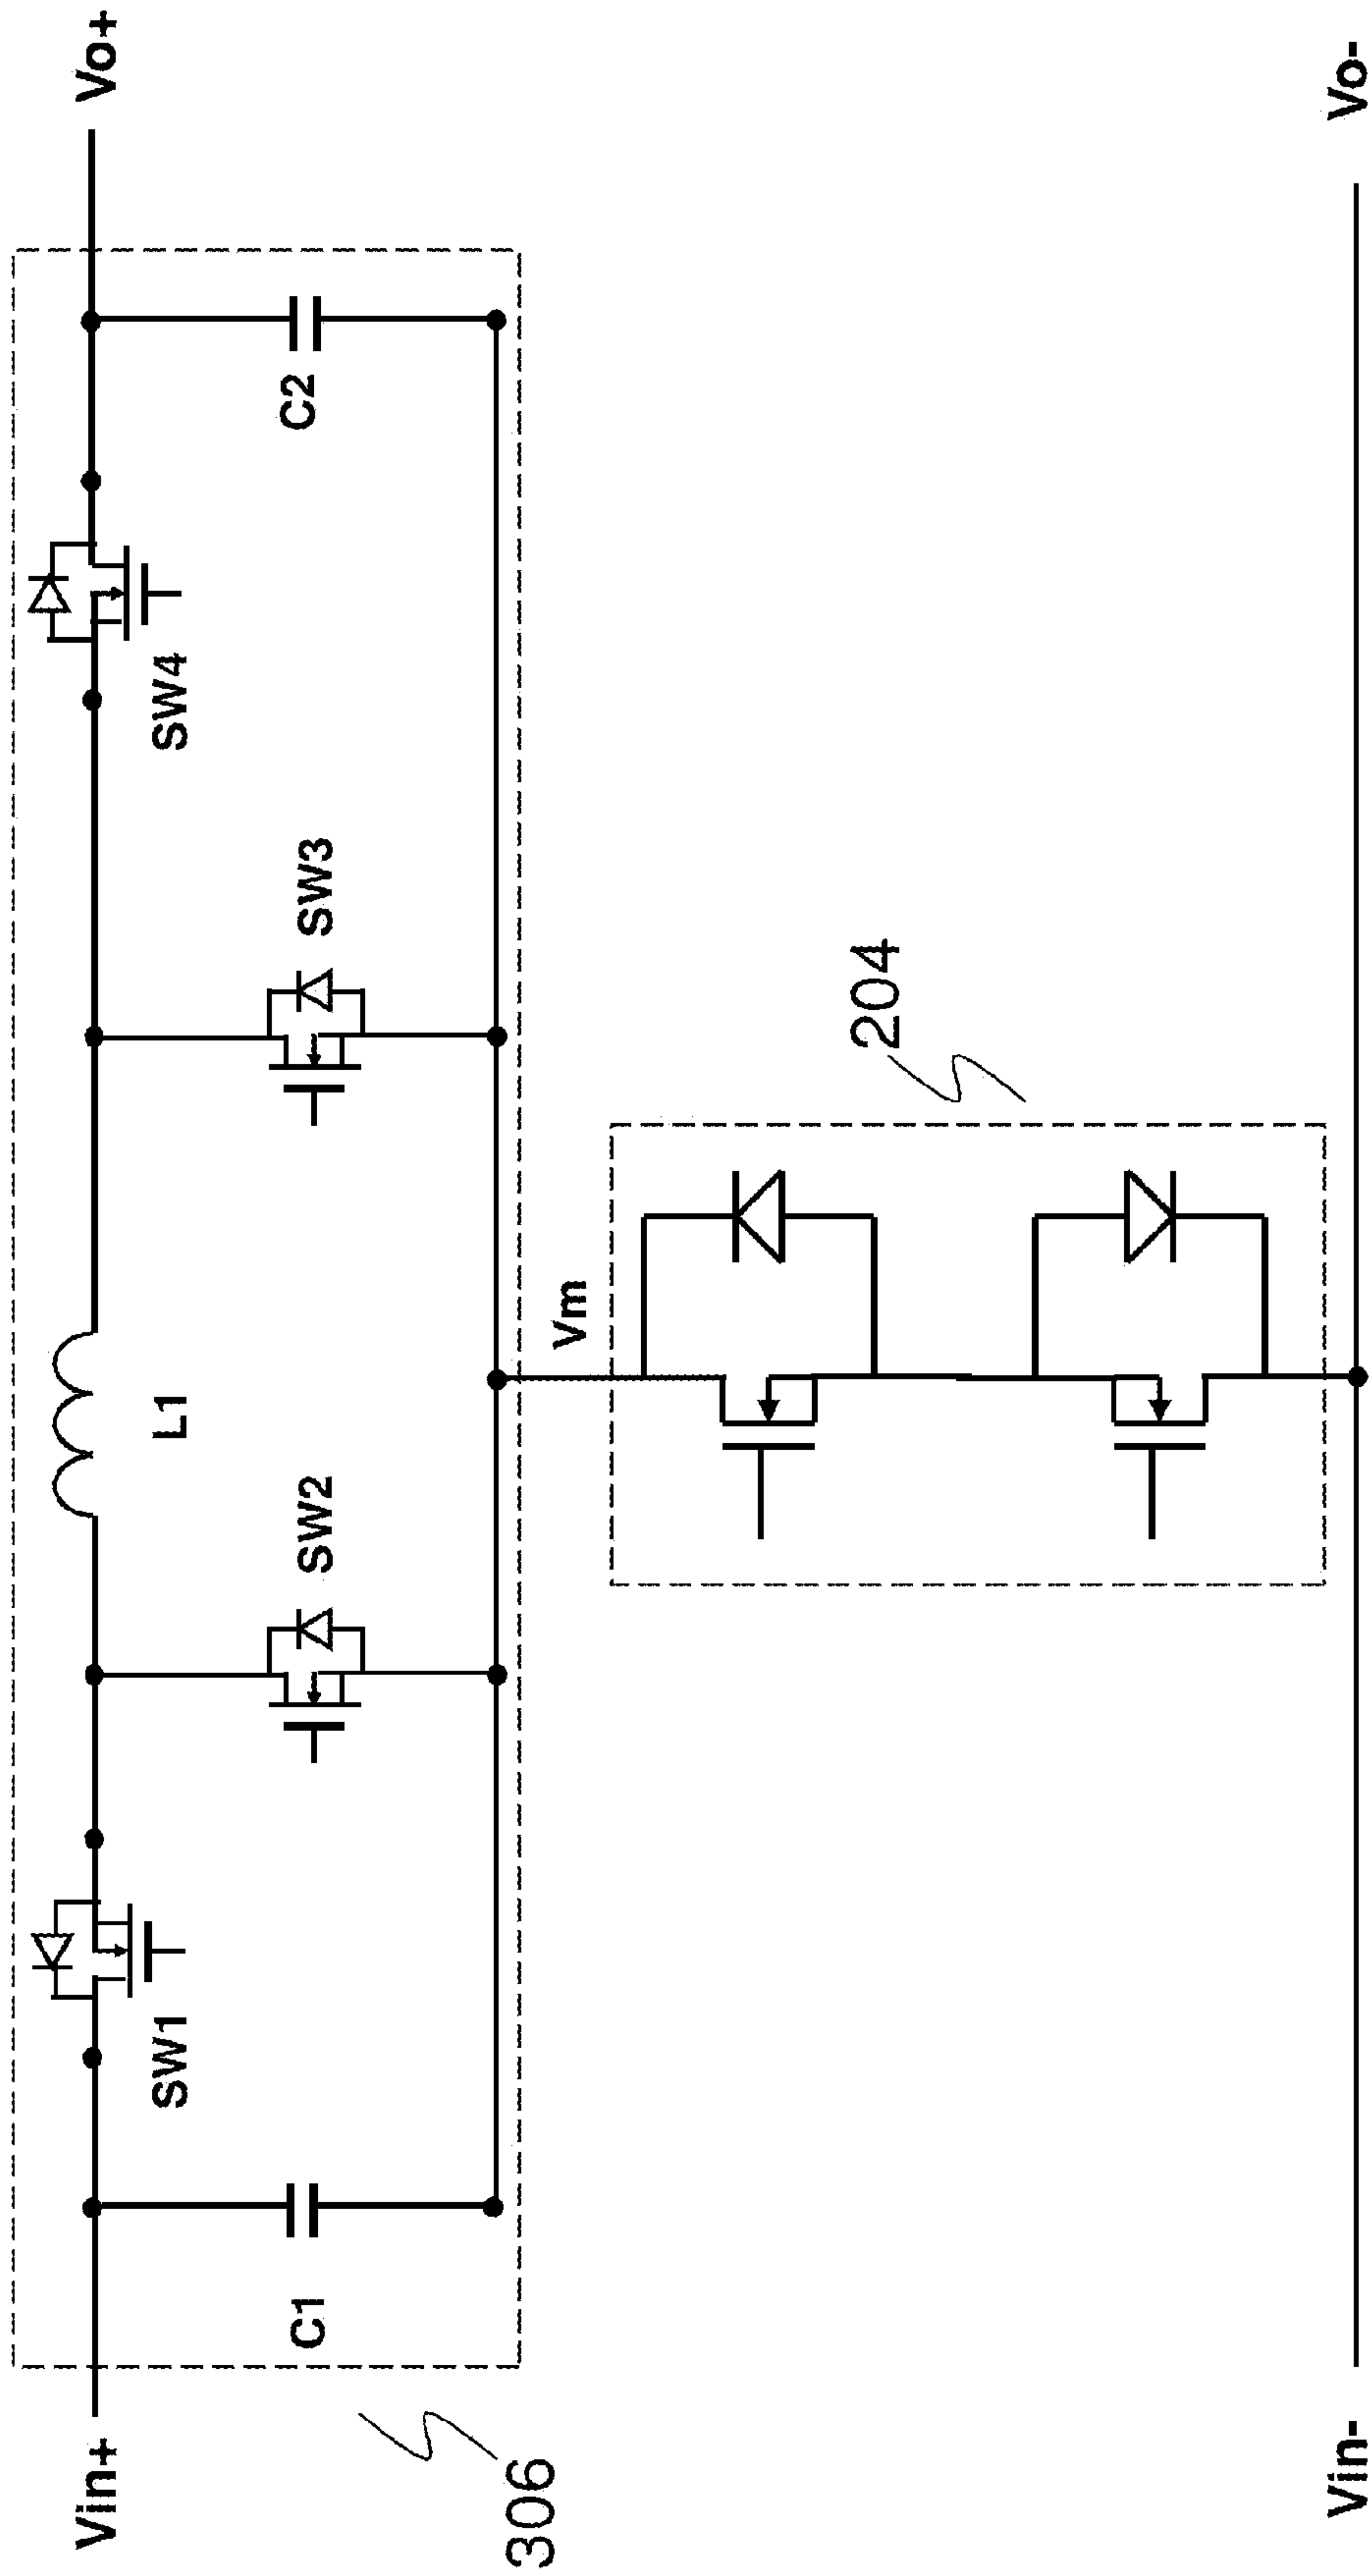 Vin+
Vo+
SW1
L1
SW4
C1
SW2
SW3
C2
306
Vm
204
Vin-
Vo-